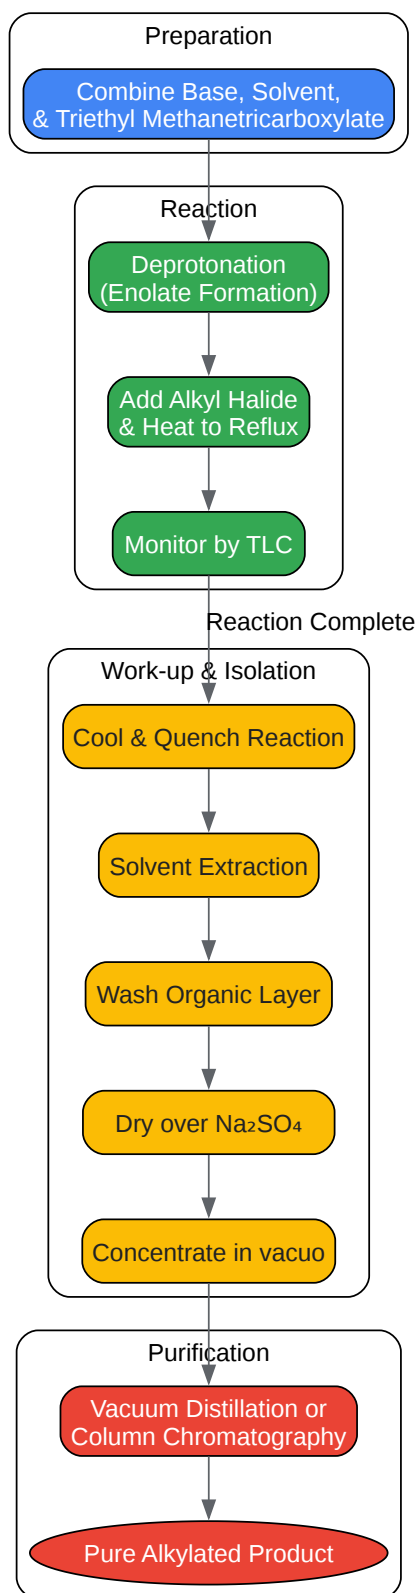 Preparation
Combine Base, Solvent,
& Triethyl Methanetricarboxylate
Reaction
Deprotonation
(Enolate Formation)
Add Alkyl Halide
& Heat to Reflux
Monitor by TLC
Reaction Complete
Work-up & Isolation
Cool & Quench Reaction
Solvent Extraction
Wash Organic Layer
Dry over Na₂SO₄
Concentrate in vacuo
Purification
Vacuum Distillation or
Column Chromatography
Pure Alkylated Product